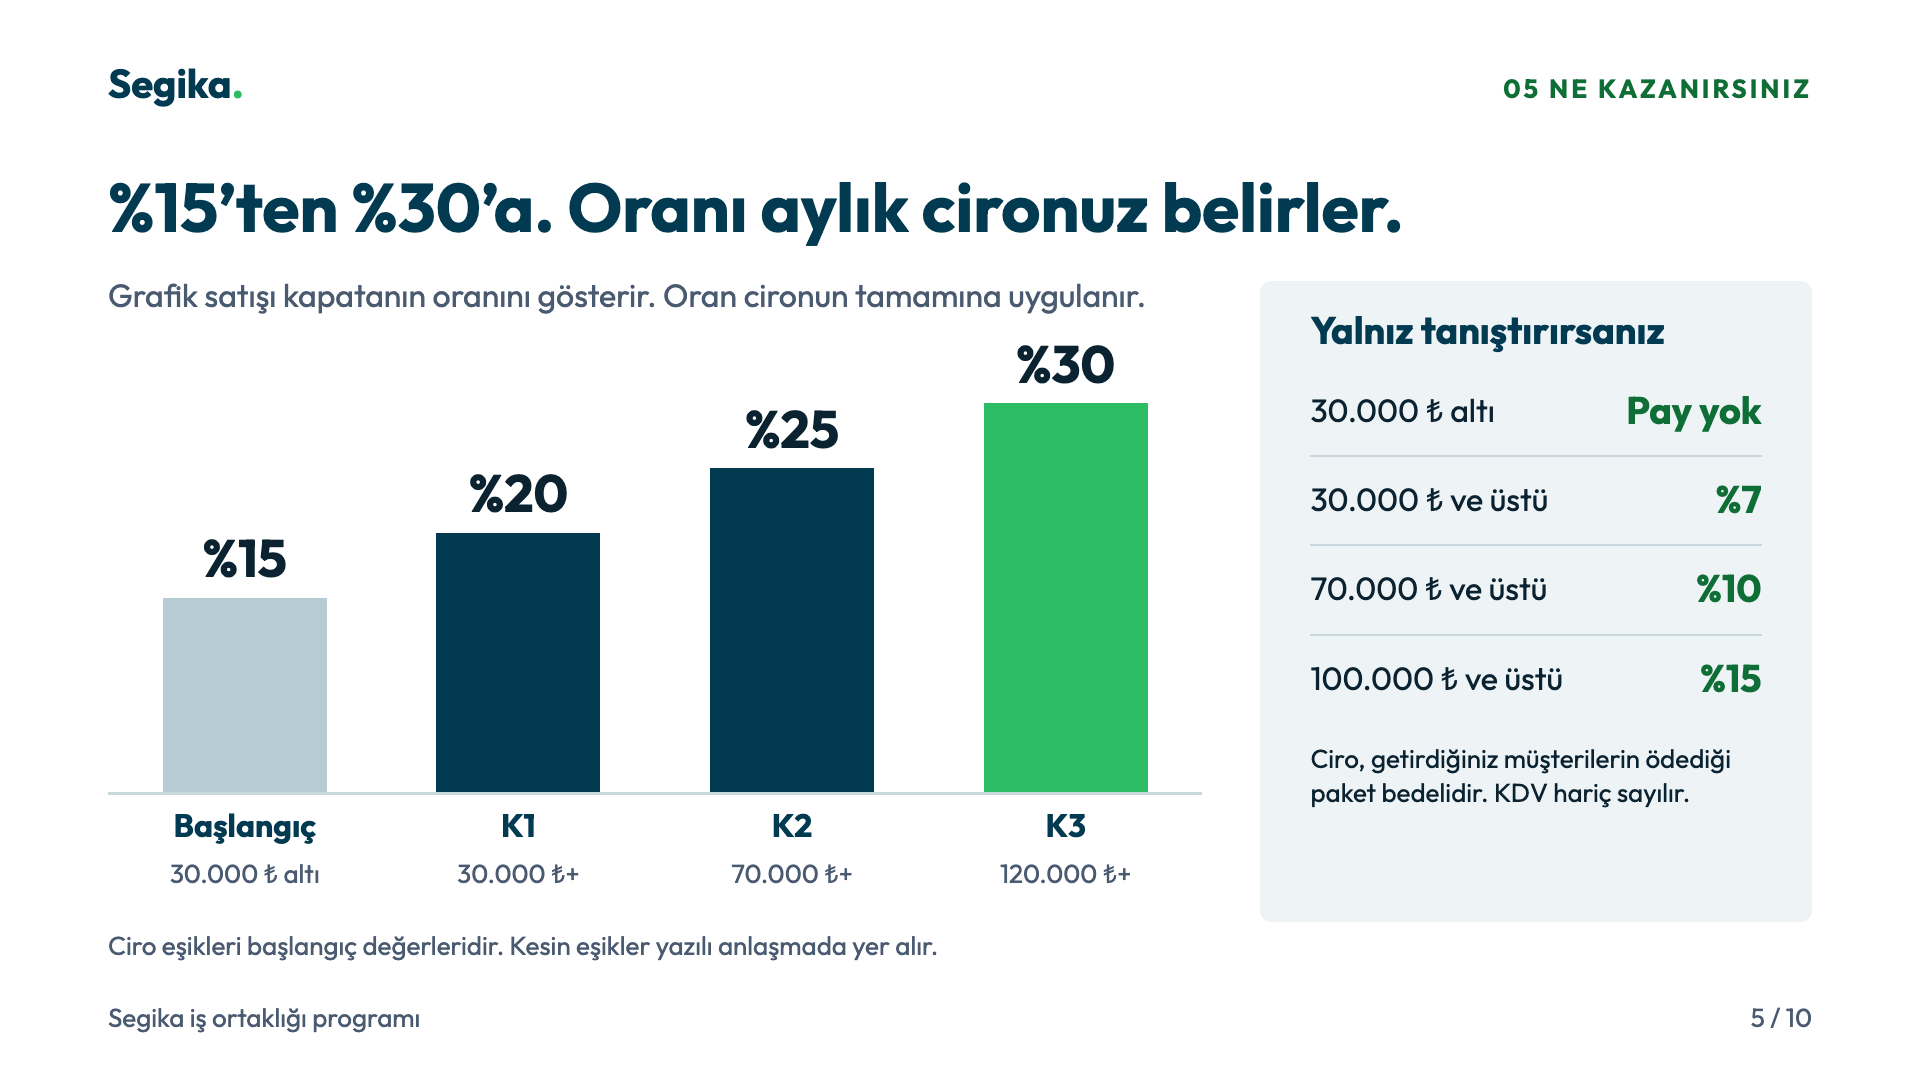 Segika.
05 NE KAZANIRSINIZ
%15’ten %30’a. Oranı aylık cironuz belirler.
Grafik satışı kapatanın oranını gösterir. Oran cironun tamamına uygulanır.
%15
%20
%25
%30
Başlangıç
K1
K2
K3
30.000 ₺ altı
30.000 ₺+
70.000 ₺+
120.000 ₺+
Yalnız tanıştırırsanız
30.000 ₺ altı Pay yok
30.000 ₺ ve üstü %7
70.000 ₺ ve üstü %10
100.000 ₺ ve üstü %15
Ciro, getirdiğiniz müşterilerin ödediği
paket bedelidir. KDV hariç sayılır.
Ciro eşikleri başlangıç değerleridir. Kesin eşikler yazılı anlaşmada yer alır.
Segika iş ortaklığı programı
5 / 10